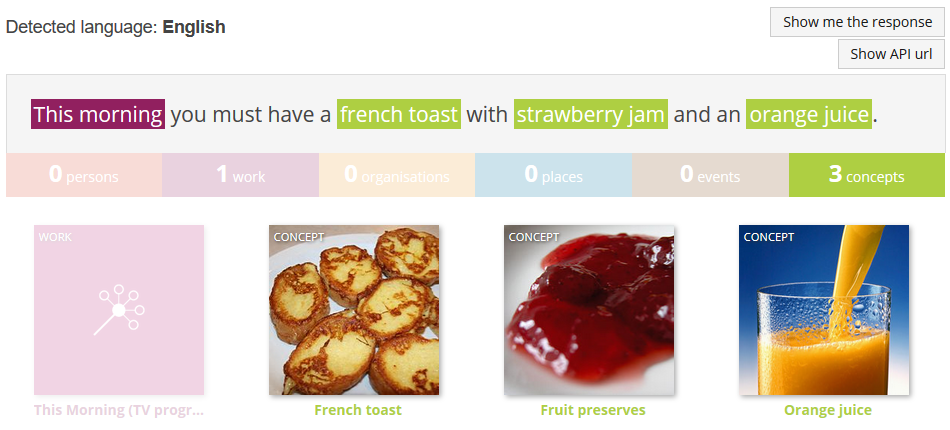 Detected language: English
Show me the response
Show API url
This morning you must have a french toast with strawberry jam and an orange juice.
0 persons 1 work 0 organisations 0 places 0 events 3 concepts
WORK CONCEPT CONCEPT CONCEPT
This Morning (TV progr... French toast Fruit preserves Orange juice